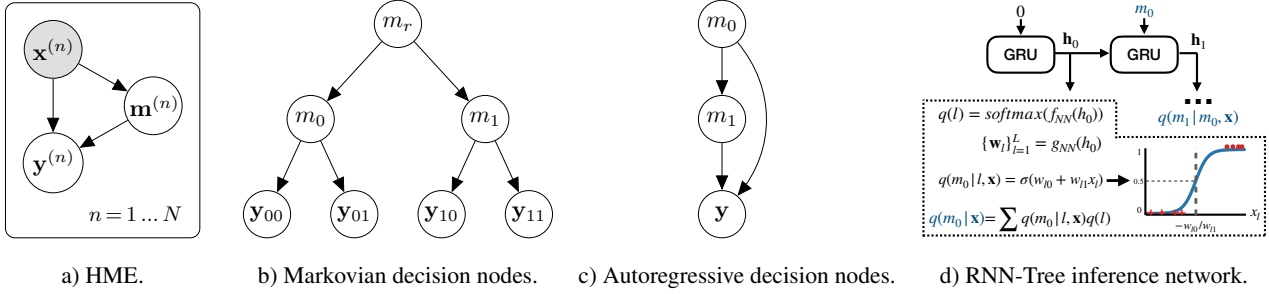 x^(n)
m^(n)
y^(n)
n = 1 ... N
a) HME.
m_r
m_0
m_1
y_00
y_01
y_10
y_11
b) Markovian decision nodes.
m_0
m_1
y
c) Autoregressive decision nodes.
0
m_0
GRU
h_0
GRU
h_1
q(l) = softmax(f_NN(h_0))
{w_l}_{l=1}^L = g_NN(h_0)
q(m_0|l, x) = σ(w_l0 + w_l1x_l)
q(m_0|x)=∑ q(m_0|l, x)q(l)
q(m_1|m_0, x)
1
0.5
0
x_l
−w_l0/w_l1
d) RNN-Tree inference network.